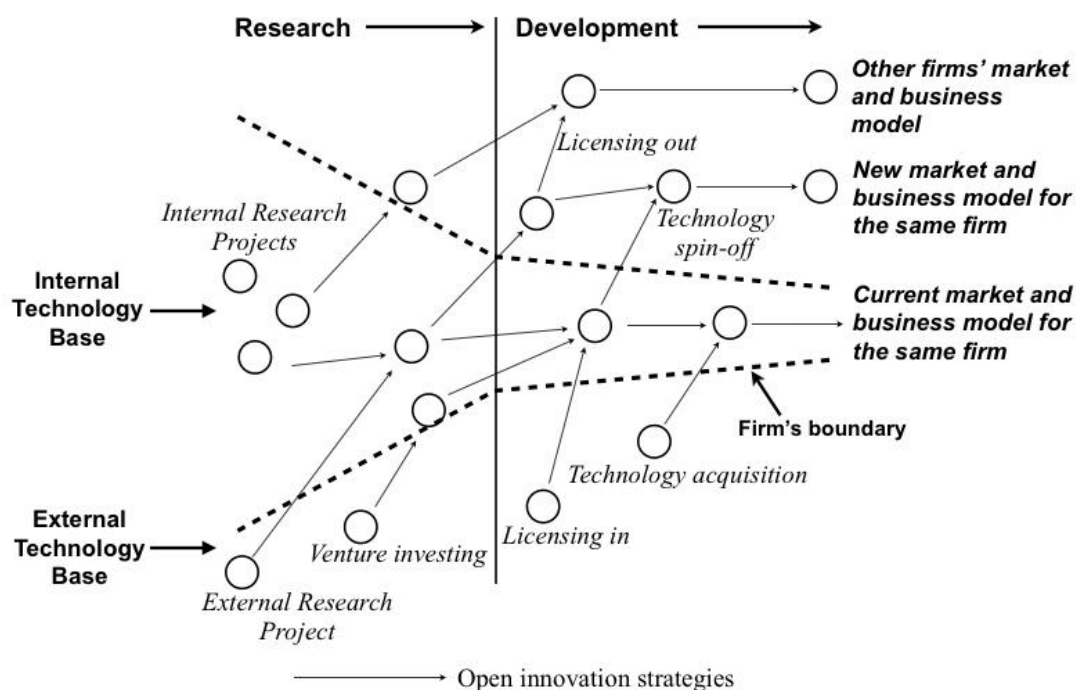 Research
Development
Other firms' market
and business
model
Licensing out
New market and
business model for
the same firm
Internal Research
Projects
Technology
spin-off
Internal
Technology
Base
Current market and
business model for
the same firm
Firm's boundary
Technology acquisition
External
Technology
Base
Venture investing
Licensing in
External Research
Project
Open innovation strategies